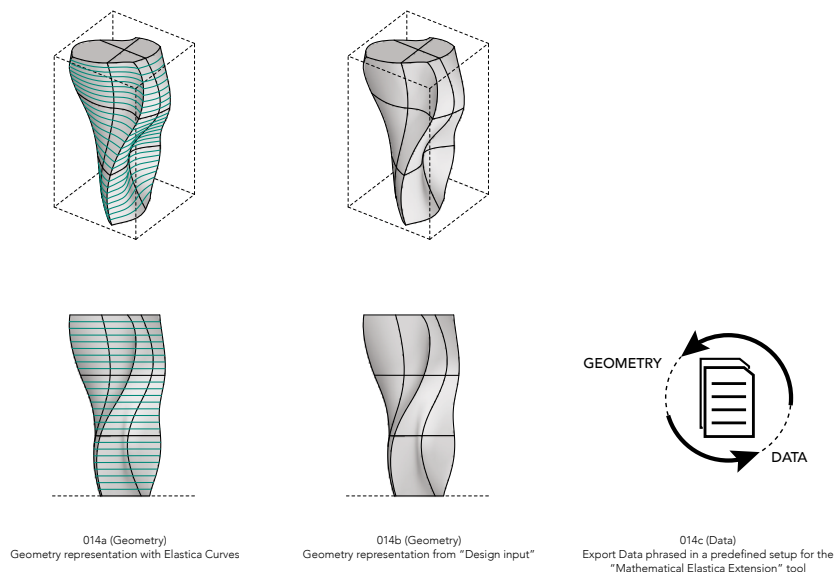 GEOMETRY
DATA
014a (Geometry)
Geometry representation with Elastica Curves
014b (Geometry)
Geometry representation from “Design input”
014c (Data)
Export Data phrased in a predefined setup for the
“Mathematical Elastica Extension” tool